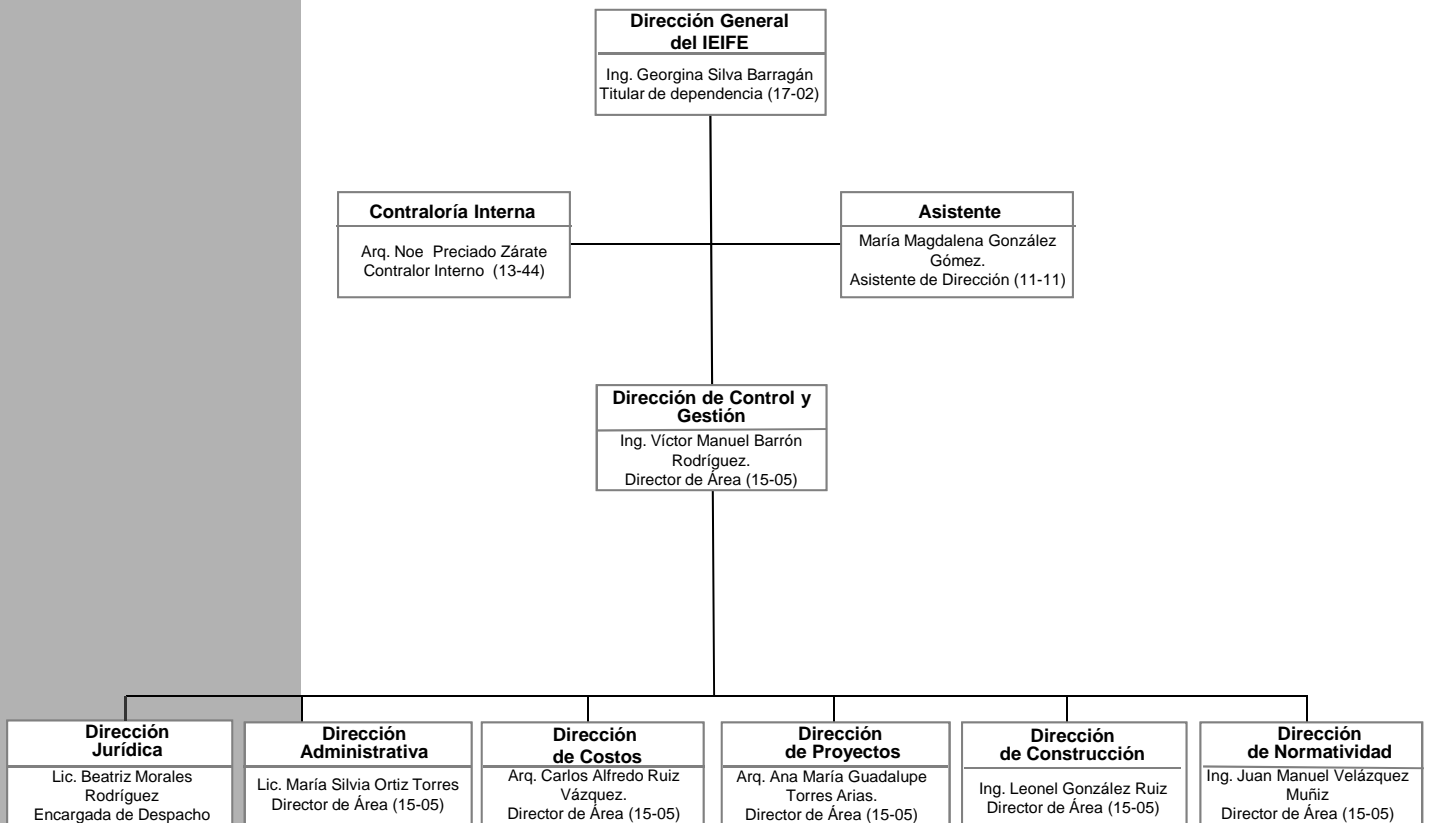 Dirección General
del IEIFE
Ing. Georgina Silva Barragán
Titular de dependencia (17-02)
Contraloría Interna
Arq. Noe  Preciado Zárate
Contralor Interno  (13-44)
Asistente
María Magdalena González
Gómez.
Asistente de Dirección (11-11)
Dirección de Control y
Gestión
Ing. Víctor Manuel Barrón
Rodríguez.
Director de Área (15-05)
Dirección
Jurídica
Lic. Beatriz Morales
Rodríguez
Encargada de Despacho
Dirección
Administrativa
Lic. María Silvia Ortiz Torres
Director de Área (15-05)
Dirección
de Costos
Arq. Carlos Alfredo Ruiz
Vázquez.
Director de Área (15-05)
Dirección
de Proyectos
Arq. Ana María Guadalupe
Torres Arias.
Director de Área (15-05)
Dirección
de Construcción
Ing. Leonel González Ruiz
Director de Área (15-05)
Dirección
de Normatividad
Ing. Juan Manuel Velázquez
Muñiz
Director de Área (15-05)